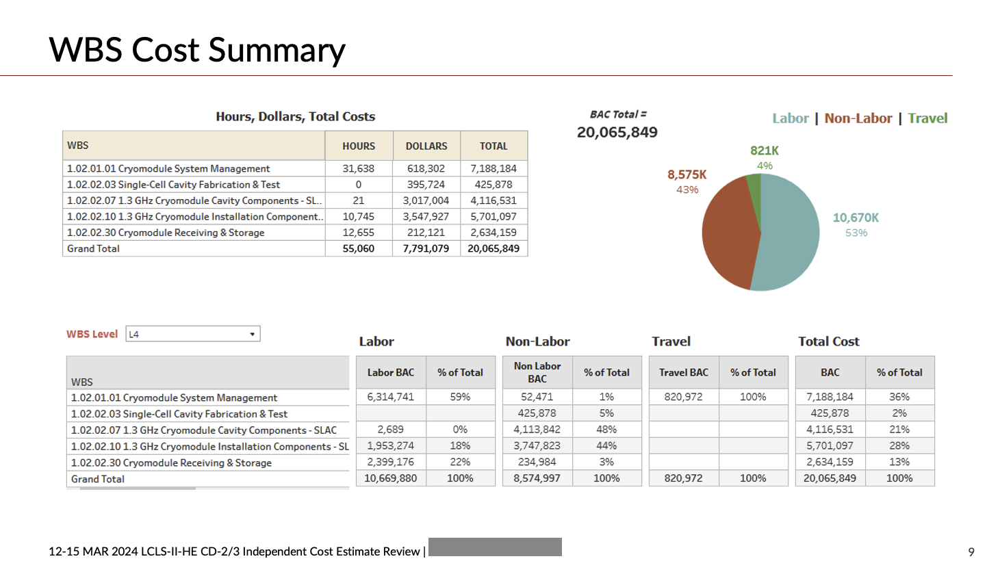 WBS Cost Summary
Hours, Dollars, Total Costs
WBS HOURS DOLLARS TOTAL
1.02.01.01 Cryomodule System Management 31,638 618,302 7,188,184
1.02.02.03 Single-Cell Cavity Fabrication & Test 0 395,724 425,878
1.02.02.07 1.3 GHz Cryomodule Cavity Components - SL.. 21 3,017,004 4,116,531
1.02.02.10 1.3 GHz Cryomodule Installation Component.. 10,745 3,547,927 5,701,097
1.02.02.30 Cryomodule Receiving & Storage 12,655 212,121 2,634,159
Grand Total 55,060 7,791,079 20,065,849
BAC Total =
20,065,849
Labor | Non-Labor | Travel
821K
4%
8,575K
43%
10,670K
53%
WBS Level L4
Labor Non-Labor Travel Total Cost
WBS Labor BAC % of Total Non Labor BAC % of Total Travel BAC % of Total BAC % of Total
1.02.01.01 Cryomodule System Management 6,314,741 59% 52,471 1% 820,972 100% 7,188,184 36%
1.02.02.03 Single-Cell Cavity Fabrication & Test 425,878 5% 425,878 2%
1.02.02.07 1.3 GHz Cryomodule Cavity Components - SLAC 2,689 0% 4,113,842 48% 4,116,531 21%
1.02.02.10 1.3 GHz Cryomodule Installation Components - SL 1,953,274 18% 3,747,823 44% 5,701,097 28%
1.02.02.30 Cryomodule Receiving & Storage 2,399,176 22% 234,984 3% 2,634,159 13%
Grand Total 10,669,880 100% 8,574,997 100% 820,972 100% 20,065,849 100%
12-15 MAR 2024 LCLS-II-HE CD-2/3 Independent Cost Estimate Review |
9